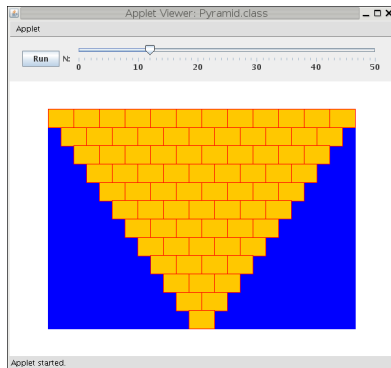 Applet Viewer: Pyramid.class
Applet
Run N:
0 10 20 30 40 50
Applet started.